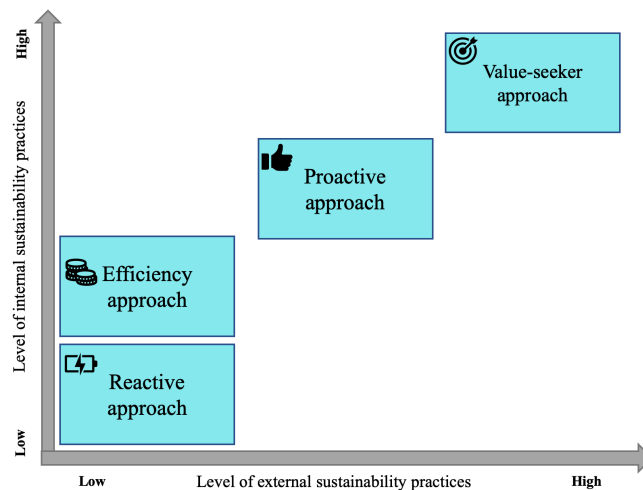 High
Value-seeker
approach
Proactive
approach
Level of internal sustainability practices
Efficiency
approach
Reactive
approach
Low
Low
Level of external sustainability practices
High